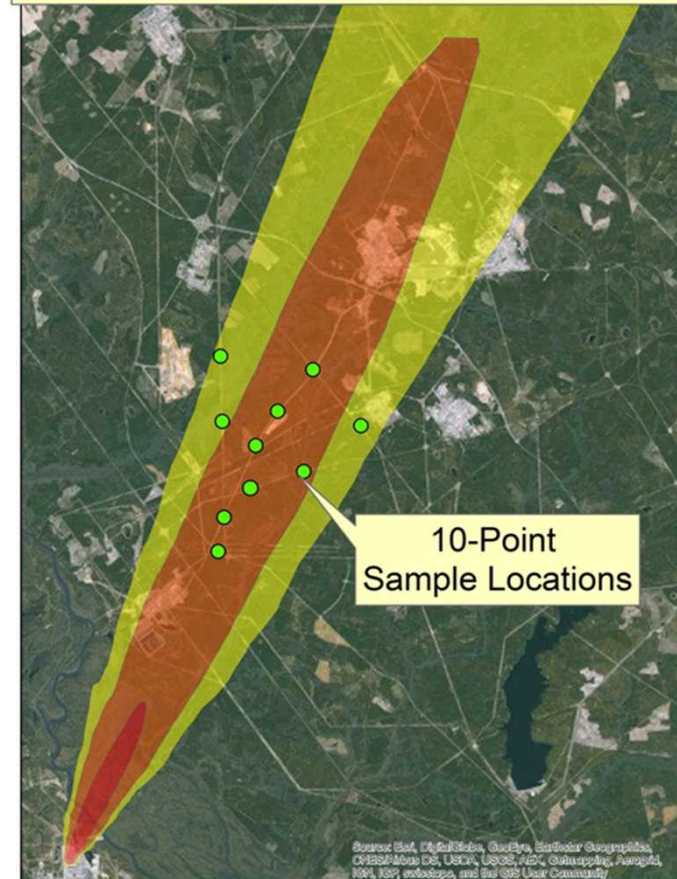 10-Point
Sample Locations
Source: Esri, DigitalGlobe, GeoEye, Earthstar Geographics,
CNES/Airbus DS, USDA, USGS, AEX, Getmapping, Aerogrid,
IGN, IGP, swisstopo, and the GIS User Community